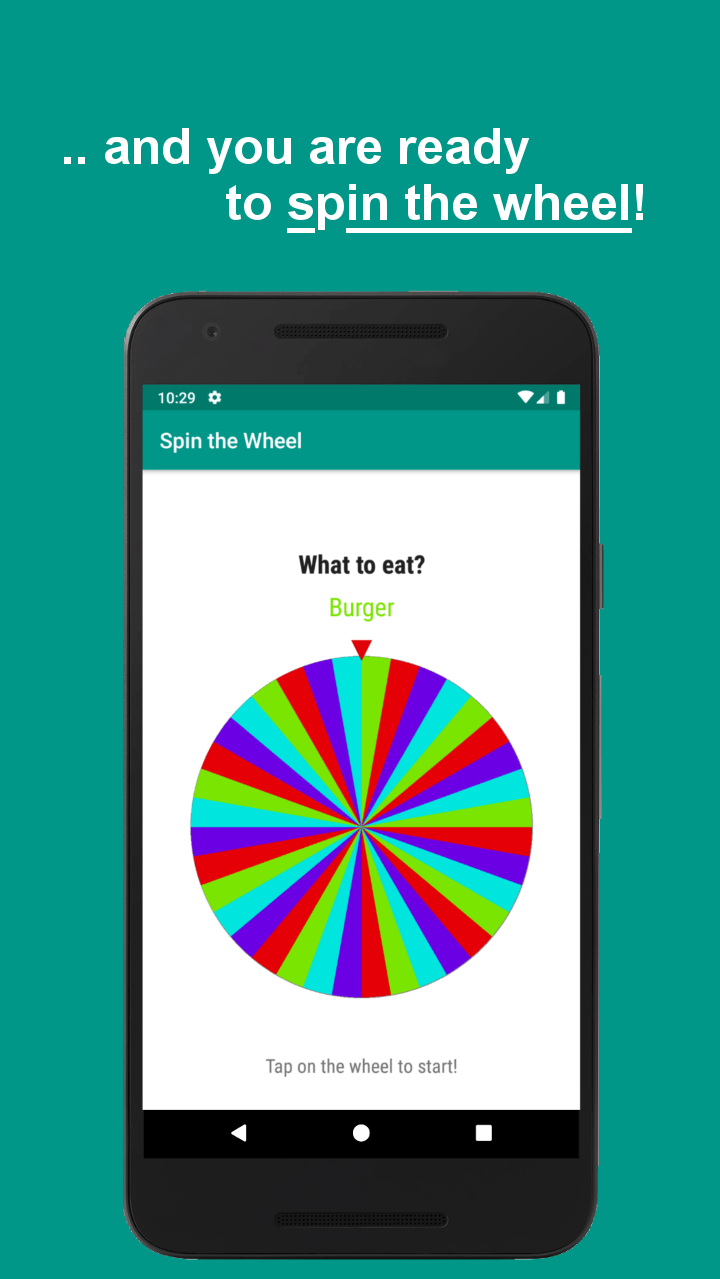 .. and you are ready
to spin the wheel!
10:29
Spin the Wheel
What to eat?
Burger
Tap on the wheel to start!